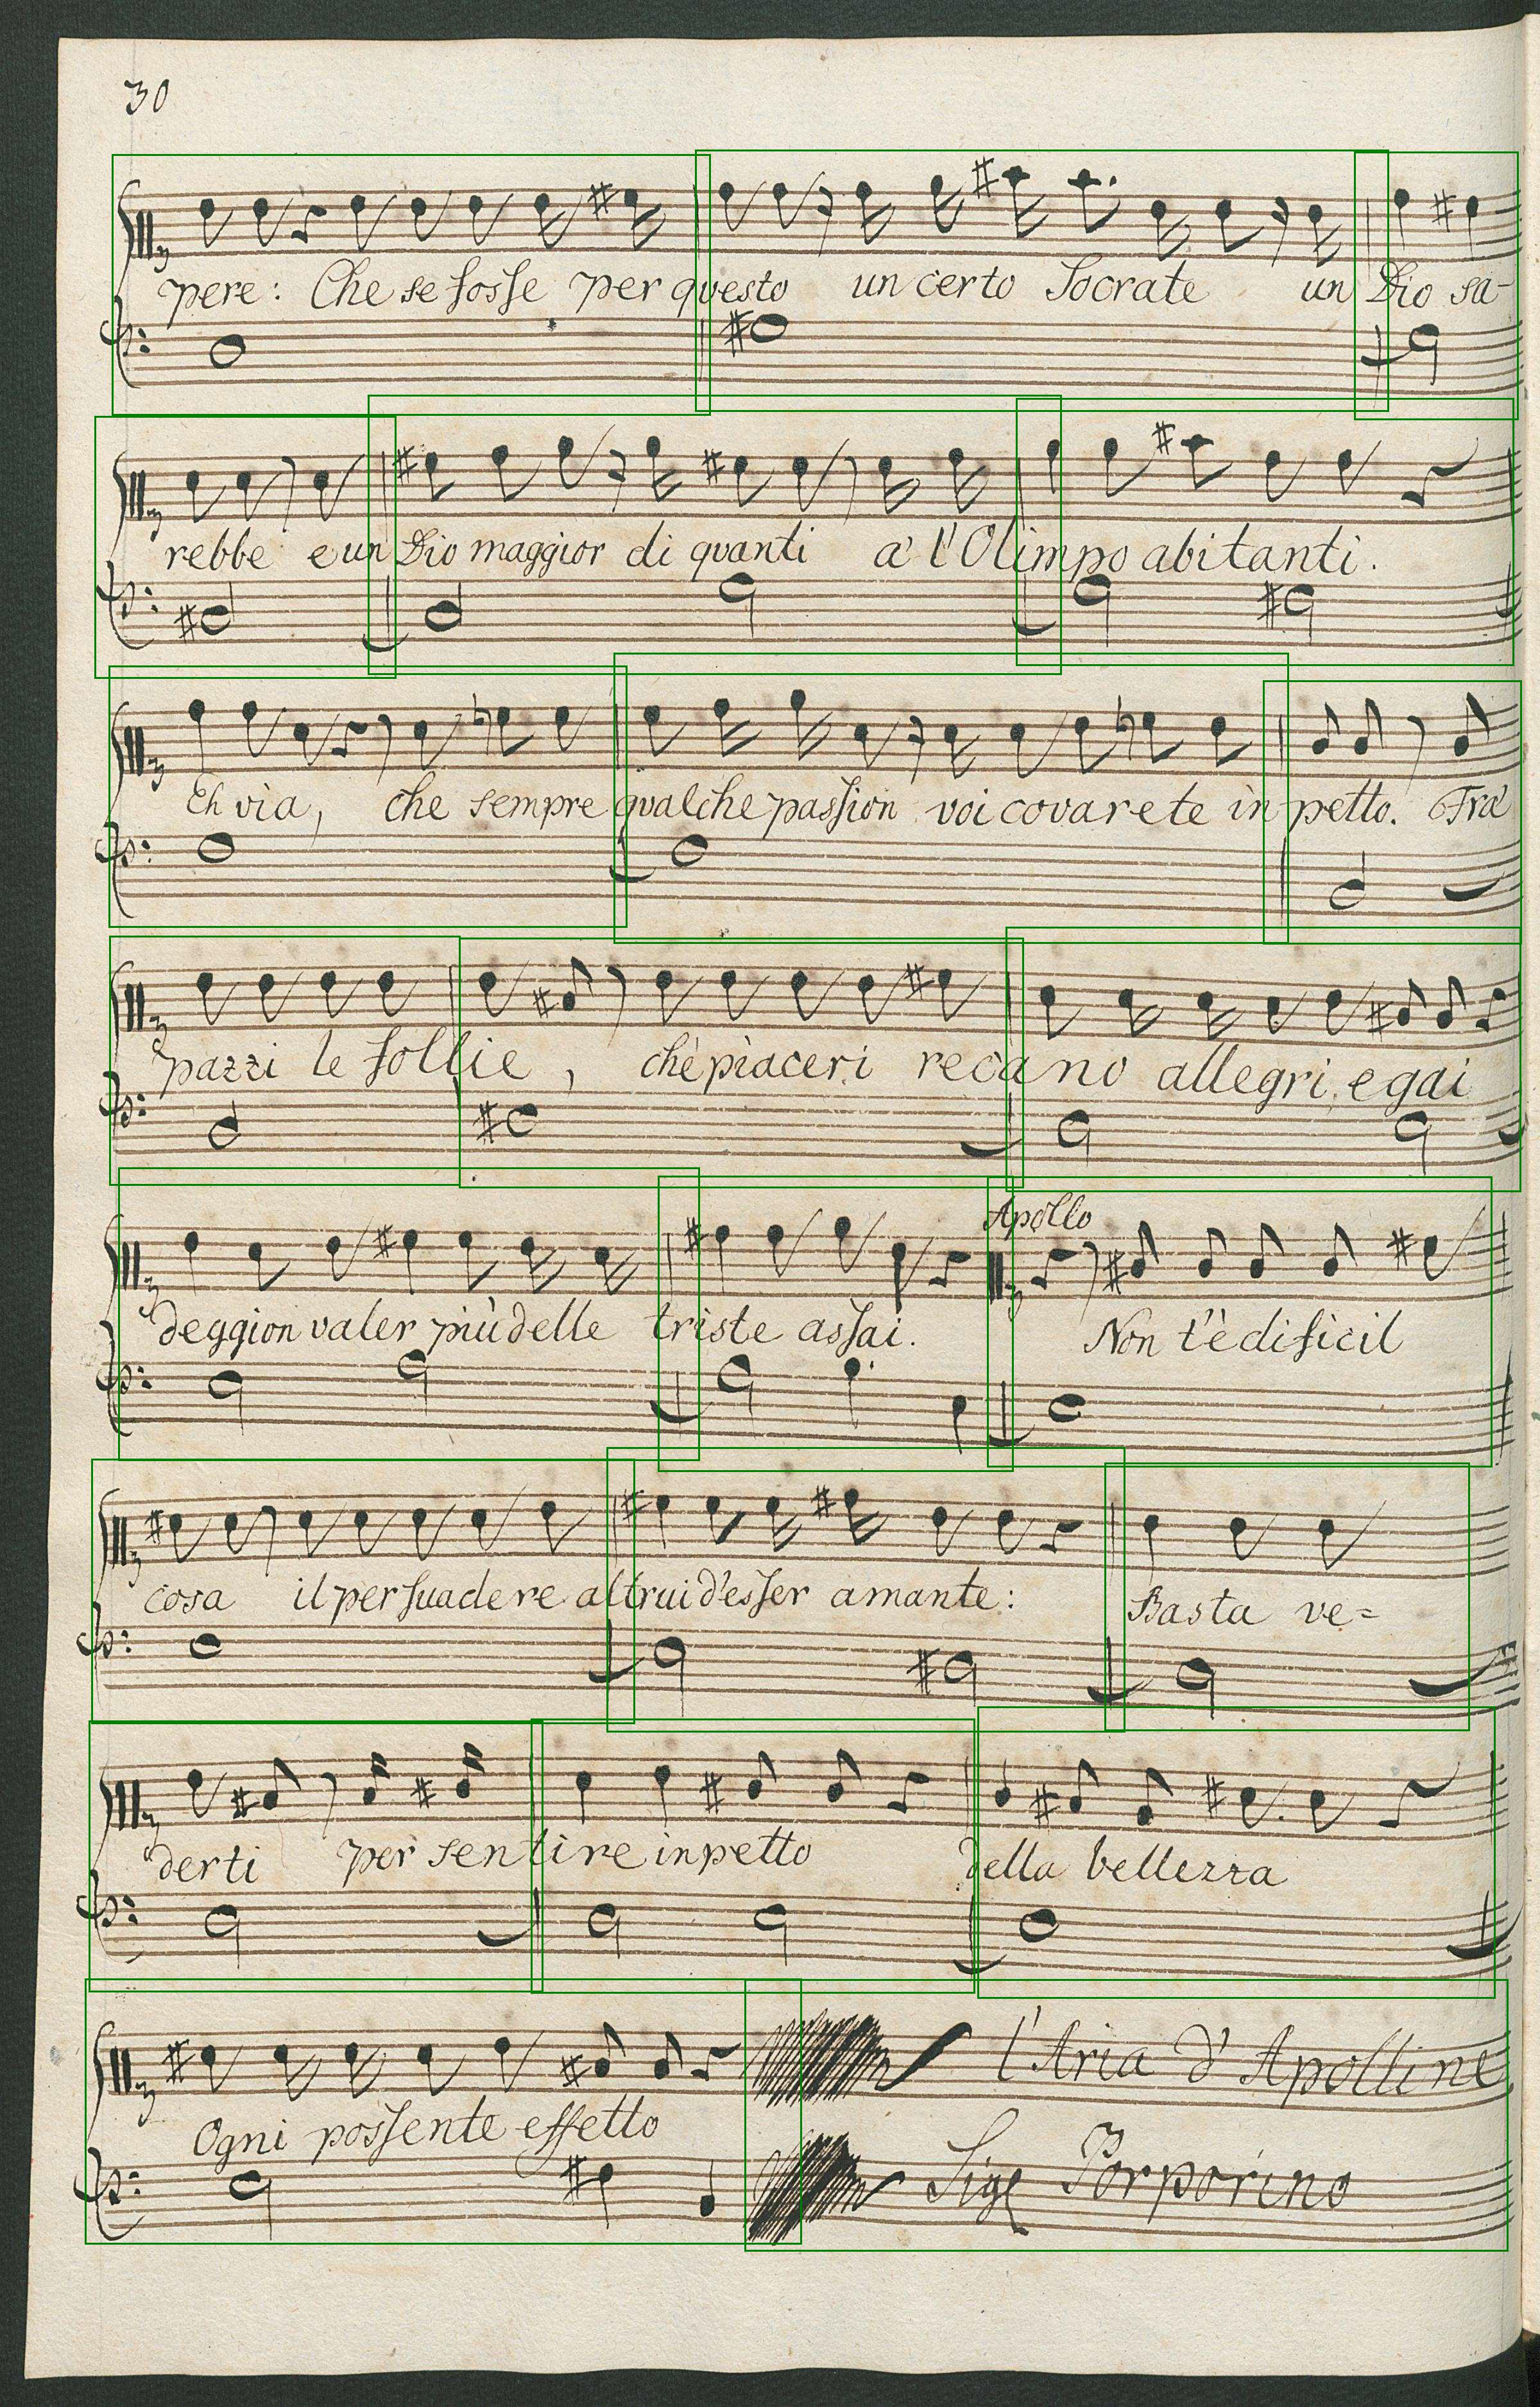 30
pere: Che se fosse per questo un certo Socrate un Dio sa-
rebbe e un Dio maggior di quanti a' l'Olimpo abitanti.
Eh via, che sempre qualche passion voi covarete in petto. Frà
pazzi le follie, chè piaceri recano allegri, e gai
Apollo
deggion valer più delle triste assai. Non t'è dificil
cosa il persuadere altrui d'esser amante: Basta ve=
derti per sentire in petto della bellezza
Ogni possente effetto l'Aria d'Apolline
Sigr Porporino